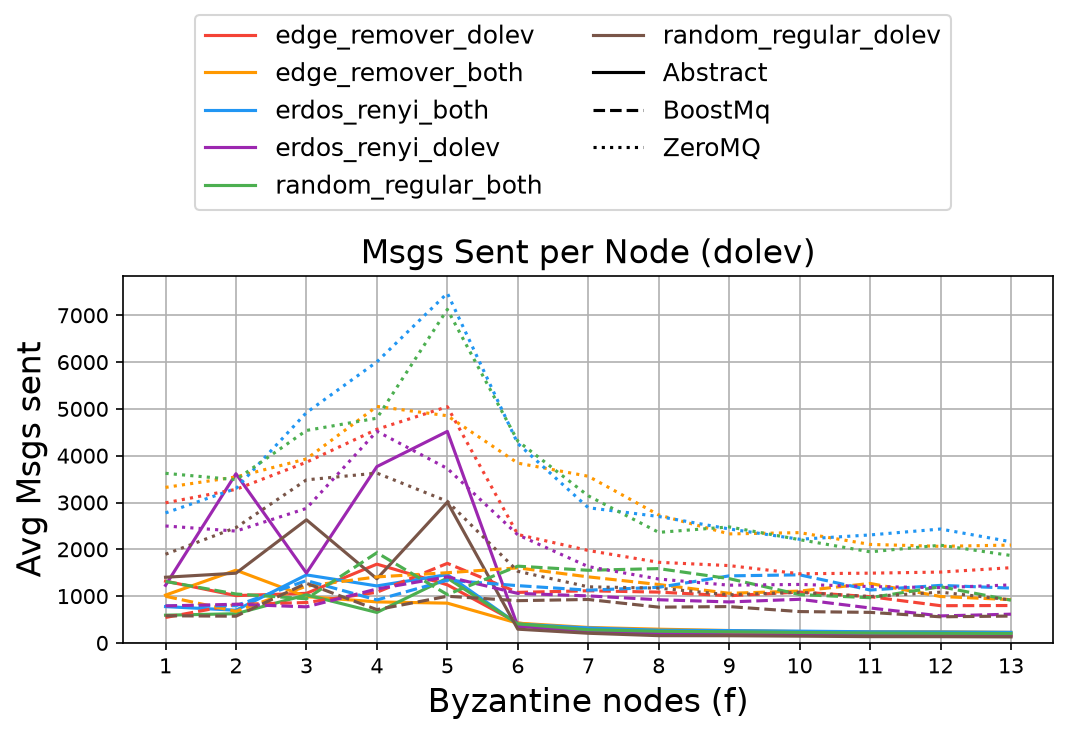 edge_remover_dolev
edge_remover_both
erdos_renyi_both
erdos_renyi_dolev
random_regular_both
random_regular_dolev
Abstract
BoostMq
ZeroMQ
Msgs Sent per Node (dolev)
Avg Msgs sent
7000
6000
5000
4000
3000
2000
1000
0
1 2 3 4 5 6 7 8 9 10 11 12 13
Byzantine nodes (f)